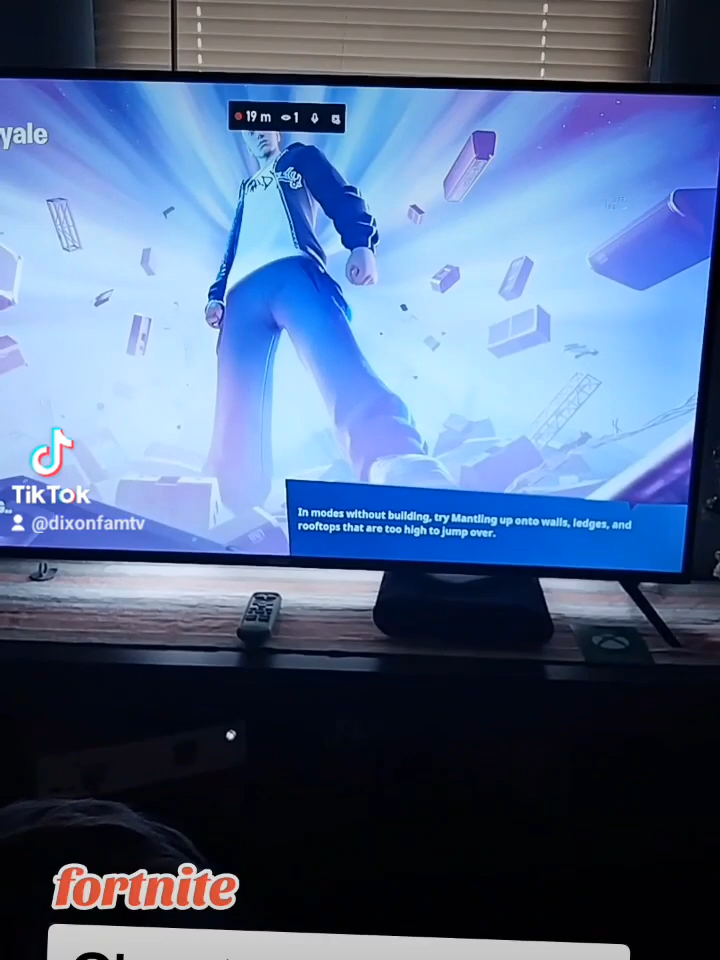 yale
19 m 1
TikTok
@dixonfamtv
In modes without building, try Mantling up onto walls, ledges, and
rooftops that are too high to jump over.
fortnite